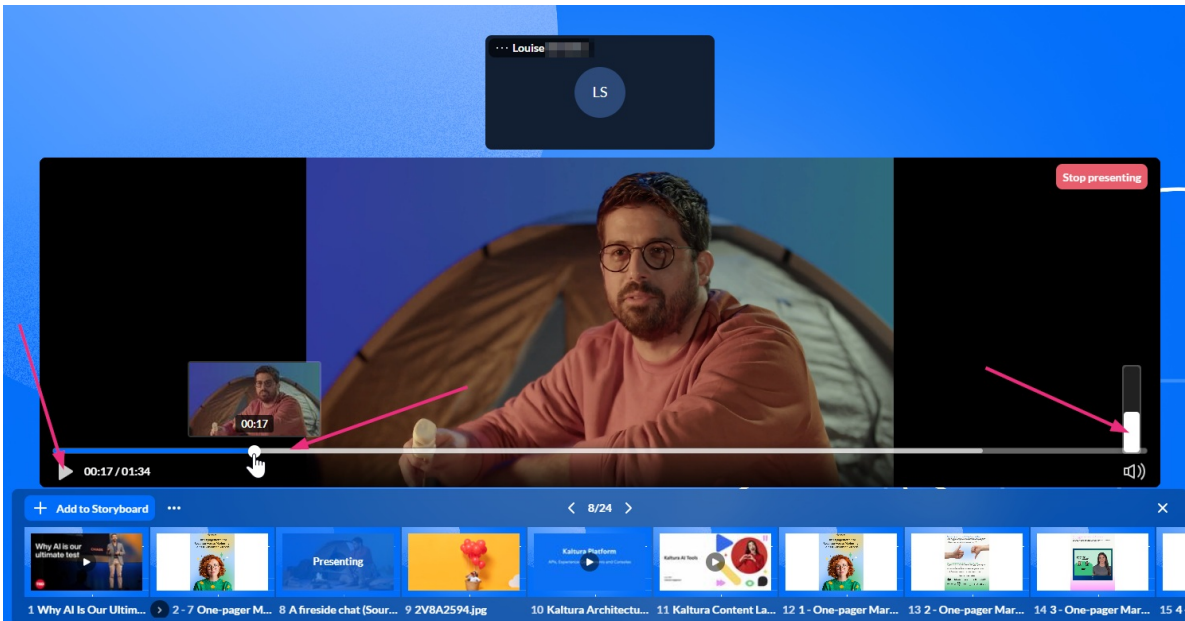 ··· Louise
LS
Stop presenting
00:17
00:17 / 01:34
+ Add to Storyboard ···
< 8/24 >
Why AI is our
ultimate test
Presenting
Kaltura Platform
Kaltura AI Tools
1 Why AI Is Our Ultim...
2 - 7 One-pager M...
8 A fireside chat (Sour...
9 2V8A2594.jpg
10 Kaltura Architectu...
11 Kaltura Content La...
12 1 - One-pager Mar...
13 2 - One-pager Mar...
14 3 - One-pager Mar...
15 4